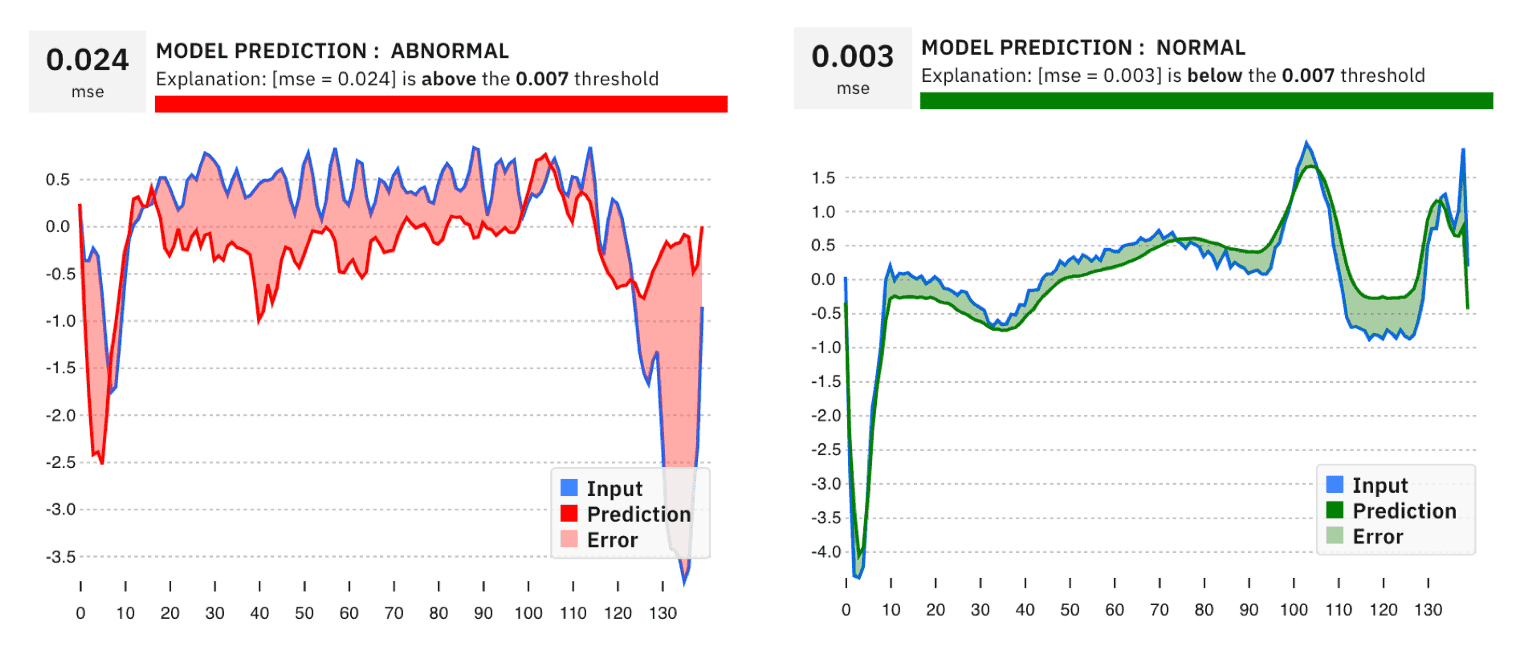 0.024
mse
MODEL PREDICTION : ABNORMAL
Explanation: [mse = 0.024] is above the 0.007 threshold
0.5
0.0
-0.5
-1.0
-1.5
-2.0
-2.5
-3.0
-3.5
Input
Prediction
Error
0 10 20 30 40 50 60 70 80 90 100 110 120 130
0.003
mse
MODEL PREDICTION : NORMAL
Explanation: [mse = 0.003] is below the 0.007 threshold
1.5
1.0
0.5
0.0
-0.5
-1.0
-1.5
-2.0
-2.5
-3.0
-3.5
-4.0
Input
Prediction
Error
0 10 20 30 40 50 60 70 80 90 100 110 120 130